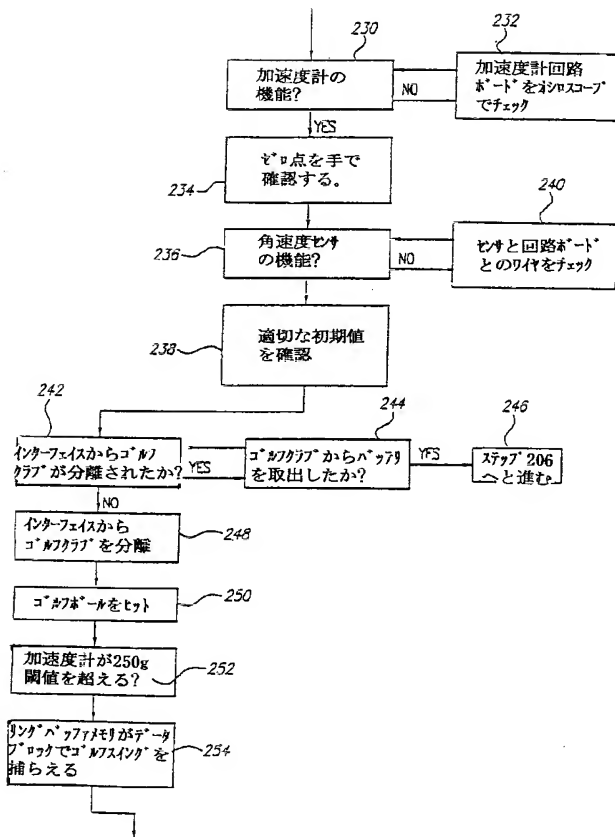 230
加速度計の
機能?
NO
232
加速度計回路
ボードをオシロスコープ
でチェック
YES
ゼロ点を手で
確認する。
234
角速度センサ
の機能?
236
NO
240
センサと回路ボード
とのワイヤをチェック
適切な初期値
を確認
238
242
インターフェイスからゴルフ
クラブが分離されたか?
YES
244
ゴルフクラブからバッテリ
を取出したか?
YES
246
ステップ206
へと進む。
NO
インターフェイスから
ゴルフクラブを分離
248
ゴルフボールをヒット
250
加速度計が250g
閾値を超える?
252
リングバッファメモリがデータ
ブロックでゴルフスイングを
捕らえる
254